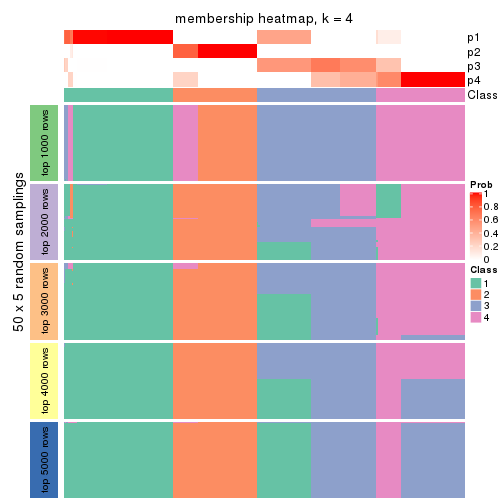 membership heatmap, k = 4
p1
p2
p3
p4
Class
50 x 5 random samplings
top 1000 rows
top 2000 rows
top 3000 rows
top 4000 rows
top 5000 rows
Prob
1
0.8
0.6
0.4
0.2
0
Class
1
2
3
4